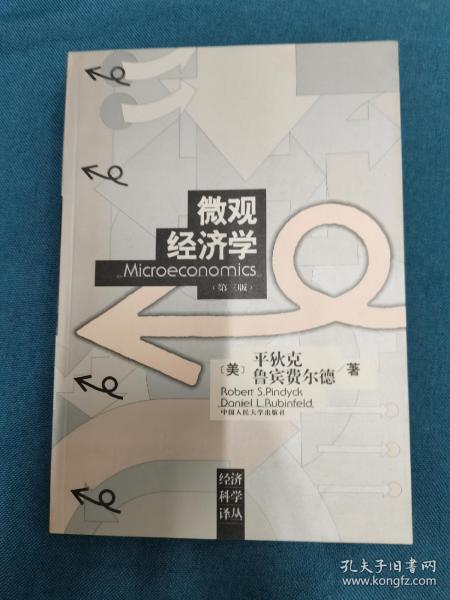 微观
经济学
Microeconomics
（第三版）
〔美〕
平狄克
鲁宾费尔德
著
Robert S.Pindyck
Daniel L.Rubinfeld
中国人民大学出版社
经济
科学
译丛
孔夫子旧书网
www.kongfz.com